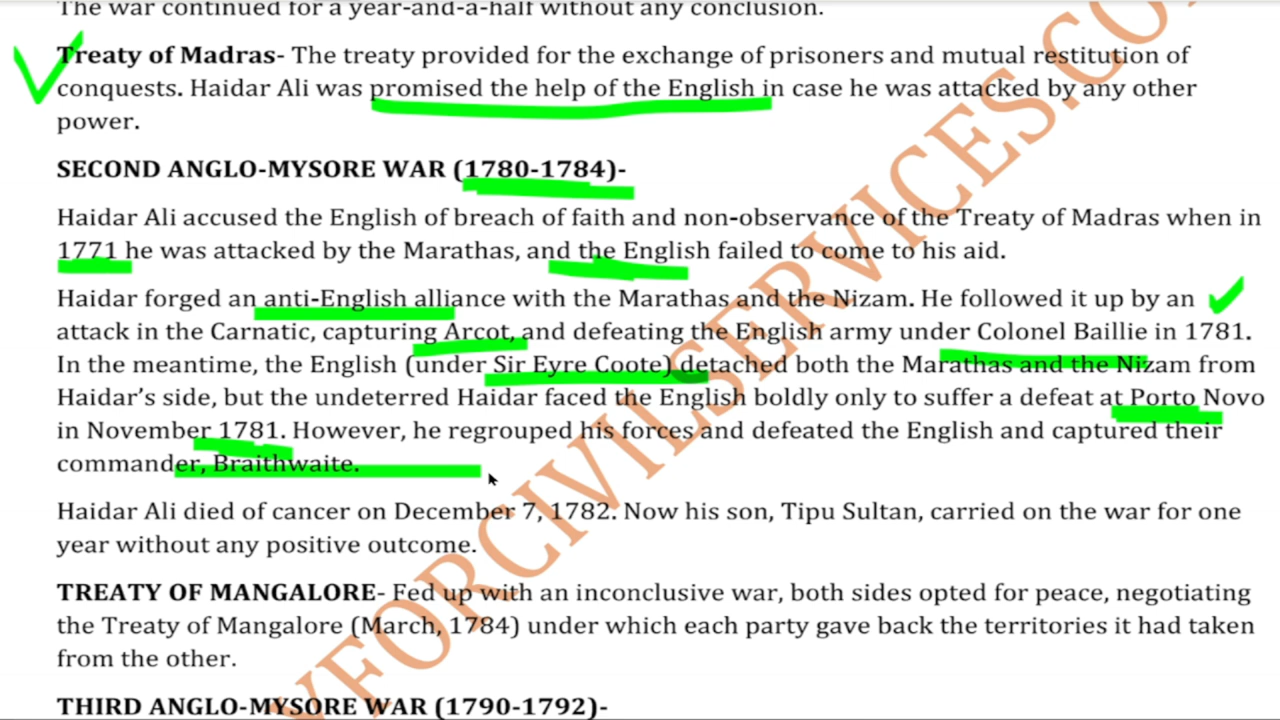 The war continued for a year-and-a-half without any conclusion.
Treaty of Madras- The treaty provided for the exchange of prisoners and mutual restitution of
conquests. Haidar Ali was promised the help of the English in case he was attacked by any other
power.
SECOND ANGLO-MYSORE WAR (1780-1784)-
Haidar Ali accused the English of breach of faith and non-observance of the Treaty of Madras when in
1771 he was attacked by the Marathas, and the English failed to come to his aid.
Haidar forged an anti-English alliance with the Marathas and the Nizam. He followed it up by an
attack in the Carnatic, capturing Arcot, and defeating the English army under Colonel Baillie in 1781.
In the meantime, the English (under Sir Eyre Coote) detached both the Marathas and the Nizam from
Haidar’s side, but the undeterred Haidar faced the English boldly only to suffer a defeat at Porto Novo
in November 1781. However, he regrouped his forces and defeated the English and captured their
commander, Braithwaite.
Haidar Ali died of cancer on December 7, 1782. Now his son, Tipu Sultan, carried on the war for one
year without any positive outcome.
TREATY OF MANGALORE- Fed up with an inconclusive war, both sides opted for peace, negotiating
the Treaty of Mangalore (March, 1784) under which each party gave back the territories it had taken
from the other.
THIRD ANGLO-MYSORE WAR (1790-1792)-
YFORCIVILSERVICES.CO